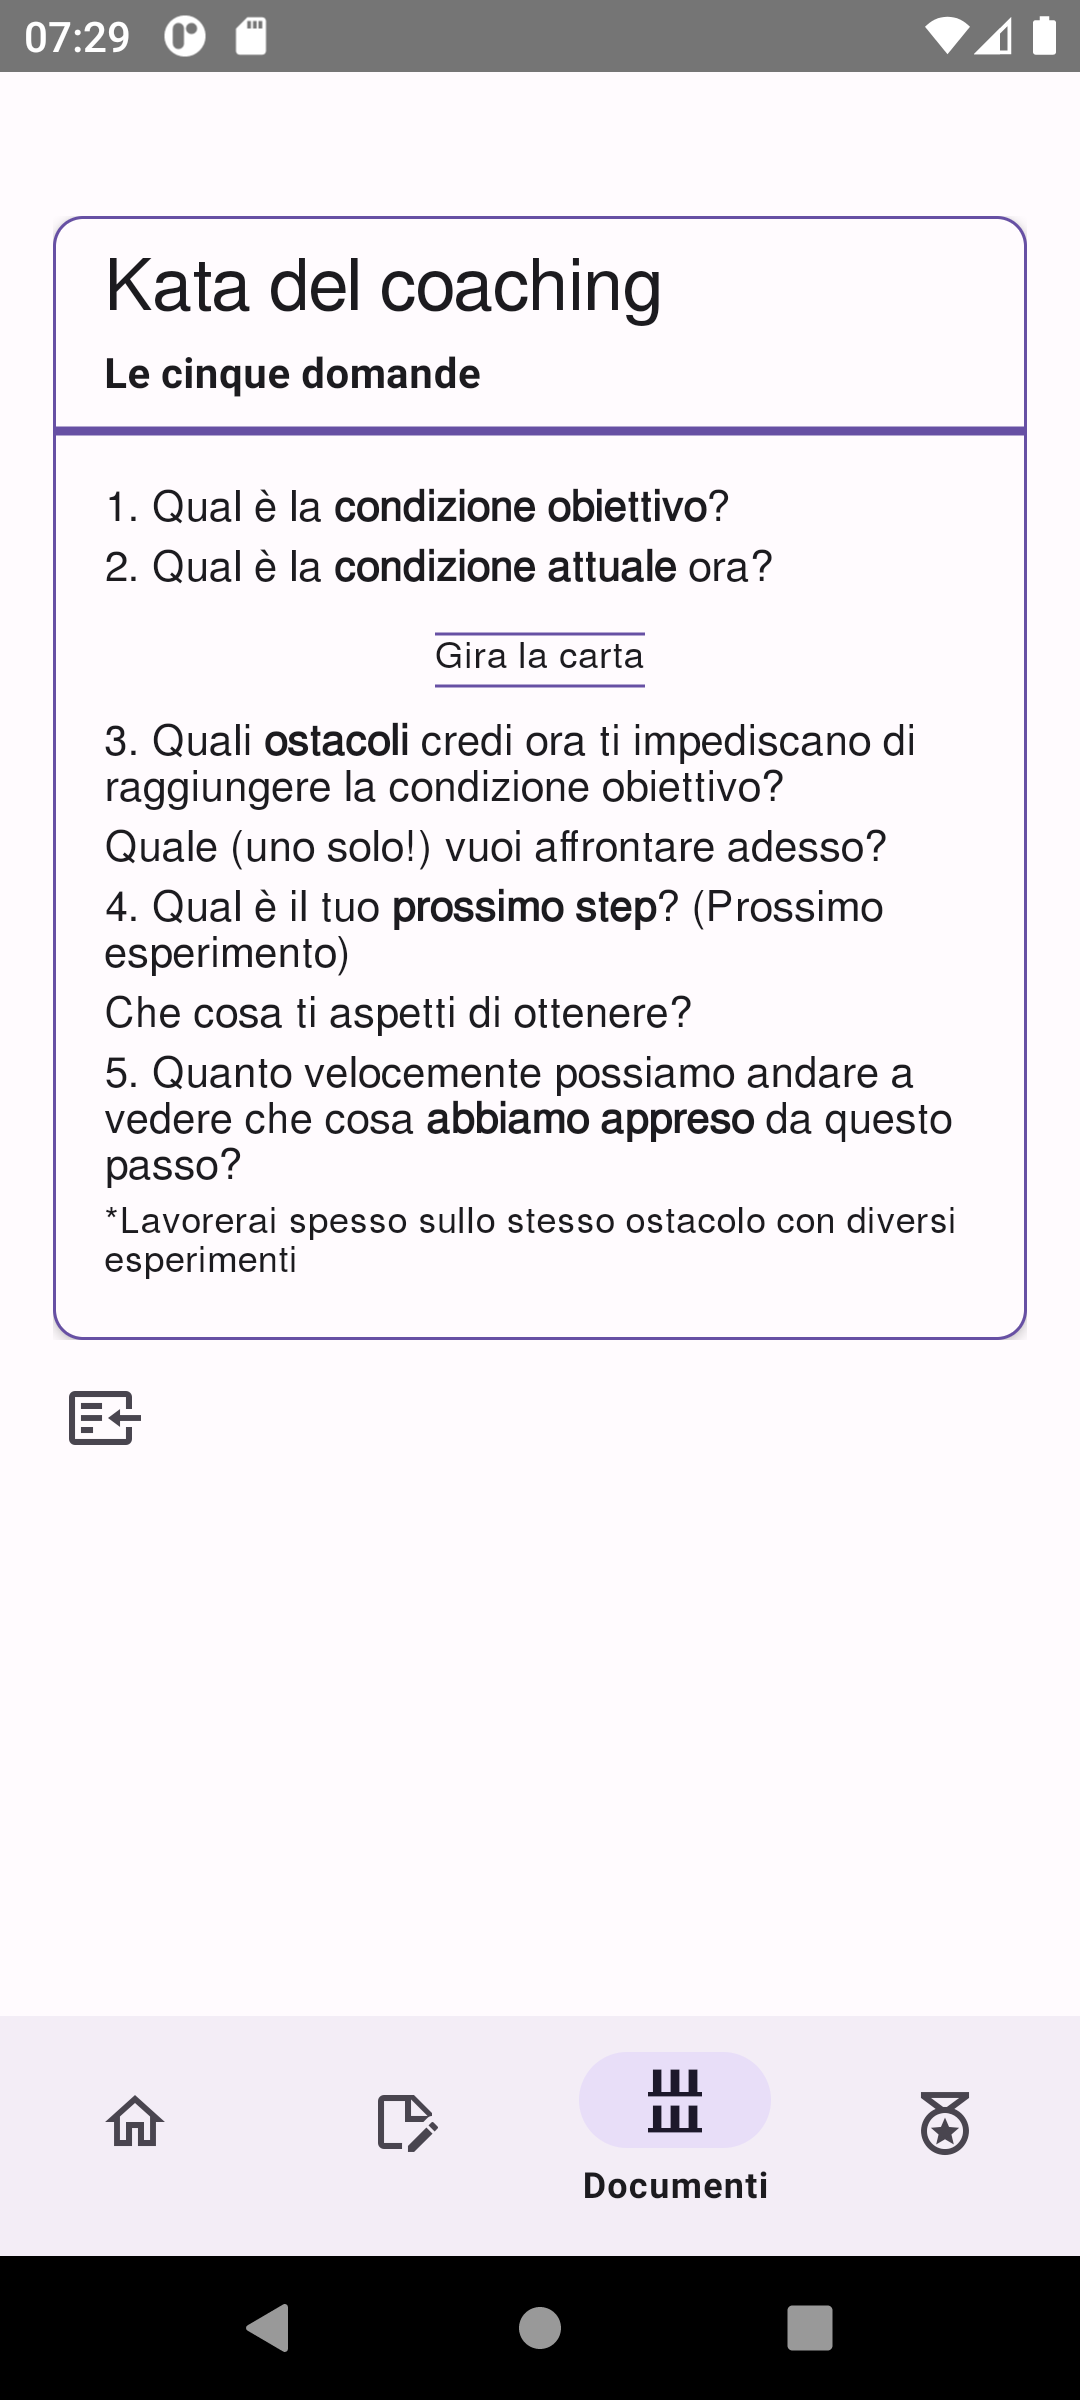 07:29
Kata del coaching
Le cinque domande
1. Qual è la condizione obiettivo?
2. Qual è la condizione attuale ora?
Gira la carta
3. Quali ostacoli credi ora ti impediscano di
raggiungere la condizione obiettivo?
Quale (uno solo!) vuoi affrontare adesso?
4. Qual è il tuo prossimo step? (Prossimo
esperimento)
Che cosa ti aspetti di ottenere?
5. Quanto velocemente possiamo andare a
vedere che cosa abbiamo appreso da questo
passo?
*Lavorerai spesso sullo stesso ostacolo con diversi
esperimenti
Documenti